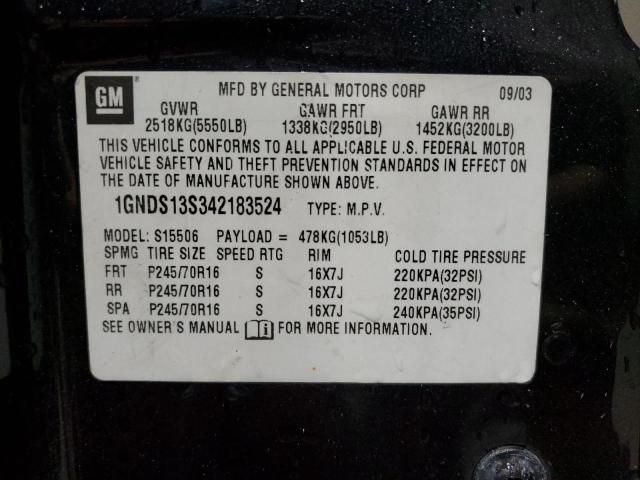 GM ® MFD BY GENERAL MOTORS CORP 09/03
GVWR GAWR FRT GAWR RR
2518KG(5550LB) 1338KG(2950LB) 1452KG(3200LB)
THIS VEHICLE CONFORMS TO ALL APPLICABLE U.S. FEDERAL MOTOR
VEHICLE SAFETY AND THEFT PREVENTION STANDARDS IN EFFECT ON
THE DATE OF MANUFACTURE SHOWN ABOVE.
1GNDS13S342183524 TYPE: M.P.V.
MODEL: S15506 PAYLOAD = 478KG(1053LB)
SPMG TIRE SIZE SPEED RTG RIM COLD TIRE PRESSURE
FRT P245/70R16 S 16X7J 220KPA(32PSI)
RR P245/70R16 S 16X7J 220KPA(32PSI)
SPA P245/70R16 S 16X7J 240KPA(35PSI)
SEE OWNER'S MANUAL FOR MORE INFORMATION.